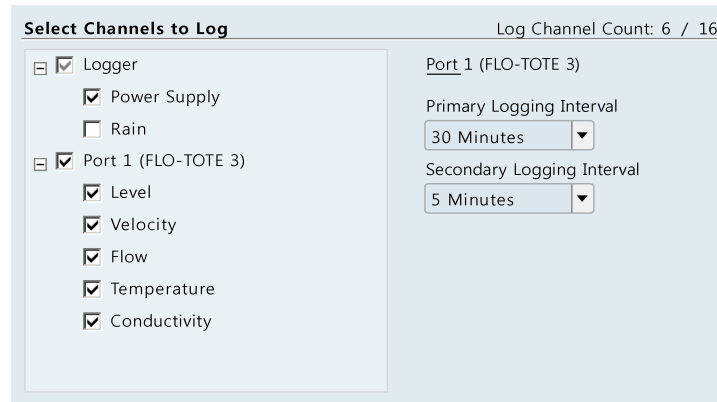 Select Channels to Log
Log Channel Count: 6 / 16
Logger
Power Supply
Rain
Port 1 (FLO-TOTE 3)
Level
Velocity
Flow
Temperature
Conductivity
Port 1 (FLO-TOTE 3)
Primary Logging Interval
30 Minutes
Secondary Logging Interval
5 Minutes